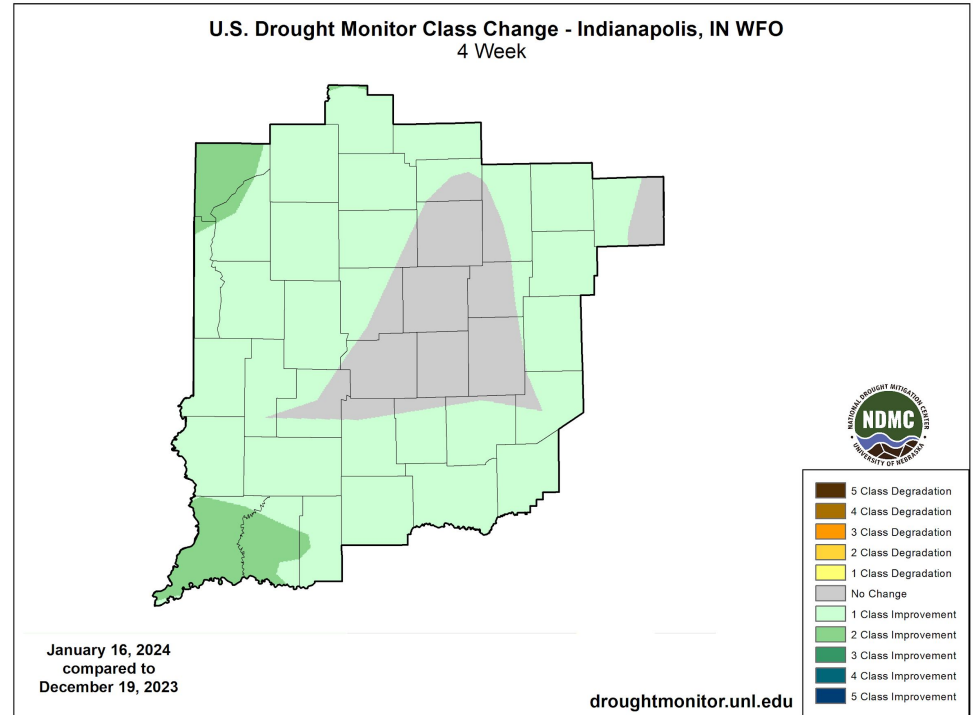 U.S. Drought Monitor Class Change - Indianapolis, IN WFO
4 Week
NATIONAL DROUGHT MITIGATION CENTER
NDMC
UNIVERSITY OF NEBRASKA
5 Class Degradation
4 Class Degradation
3 Class Degradation
2 Class Degradation
1 Class Degradation
No Change
1 Class Improvement
2 Class Improvement
3 Class Improvement
4 Class Improvement
5 Class Improvement
January 16, 2024
compared to
December 19, 2023
droughtmonitor.unl.edu